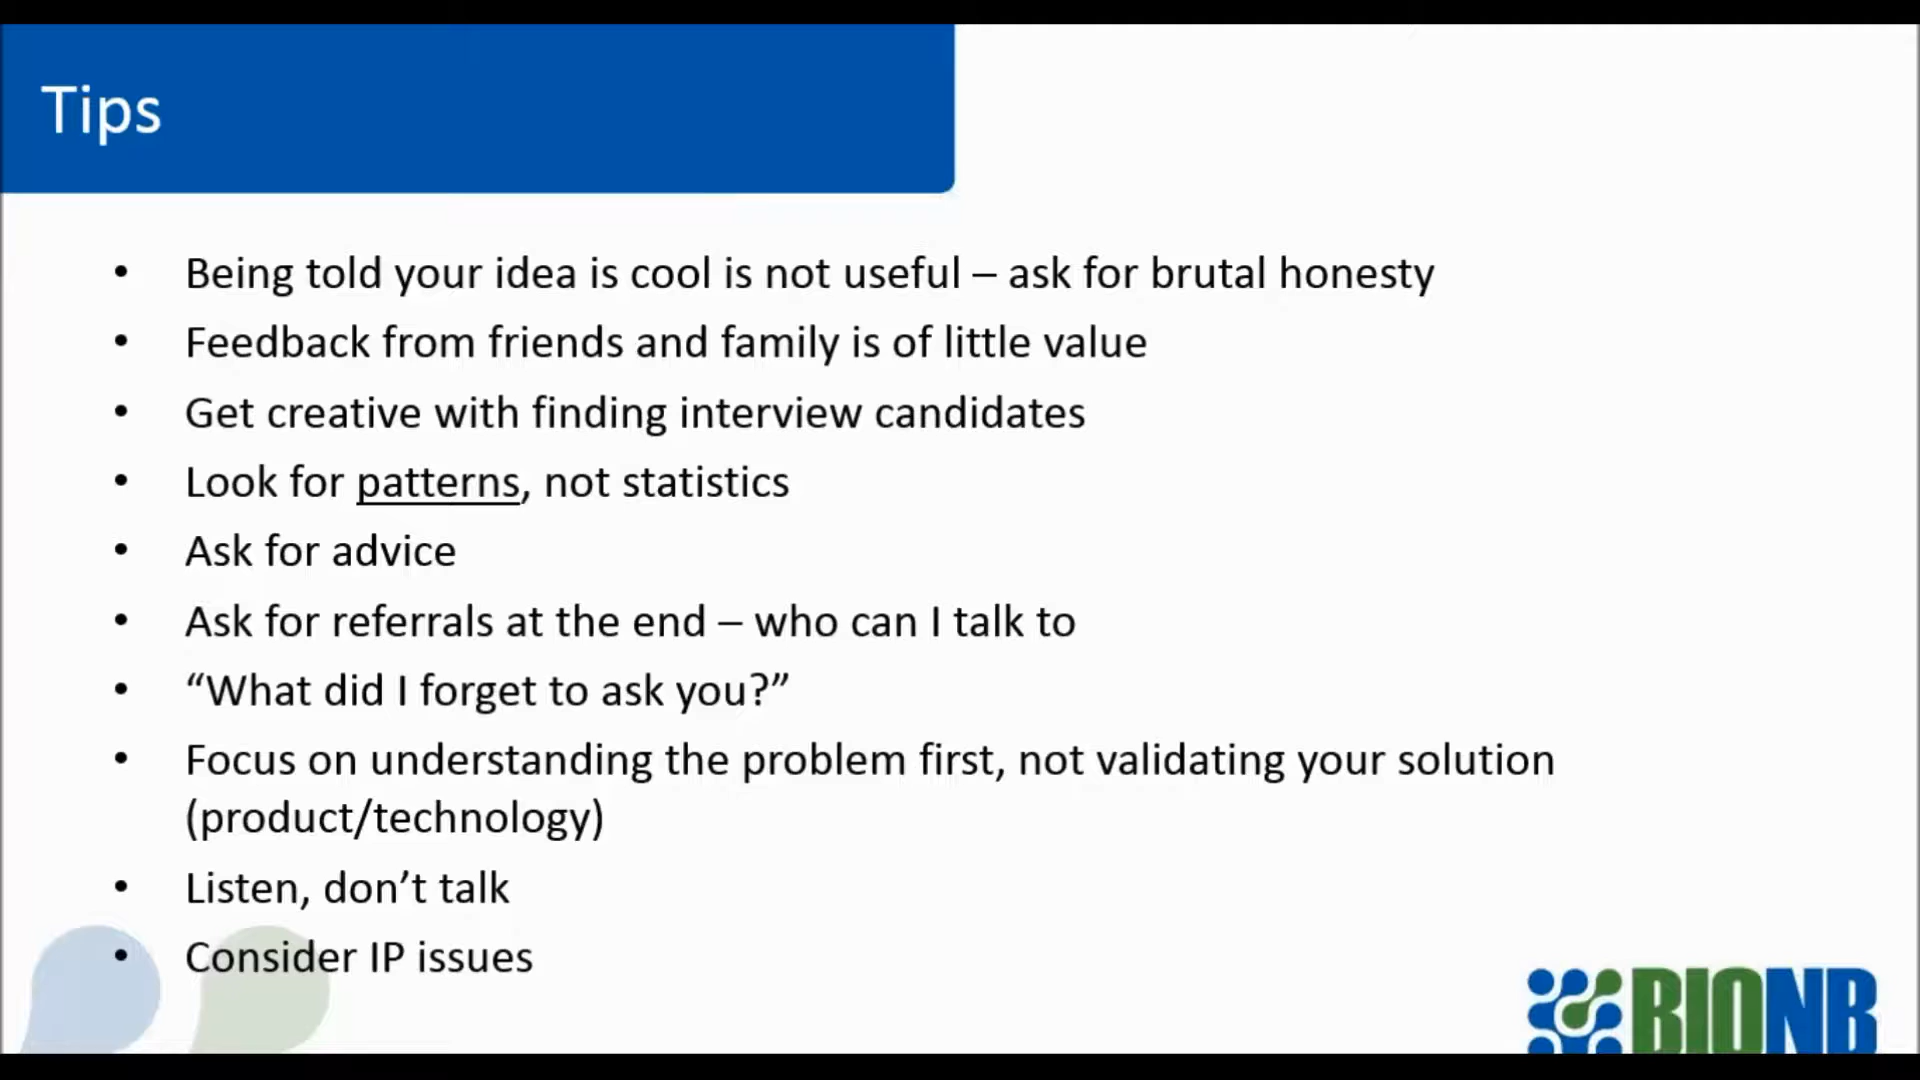 Tips
• Being told your idea is cool is not useful – ask for brutal honesty
• Feedback from friends and family is of little value
• Get creative with finding interview candidates
• Look for patterns, not statistics
• Ask for advice
• Ask for referrals at the end – who can I talk to
• “What did I forget to ask you?”
• Focus on understanding the problem first, not validating your solution
(product/technology)
• Listen, don’t talk
• Consider IP issues
BIONB